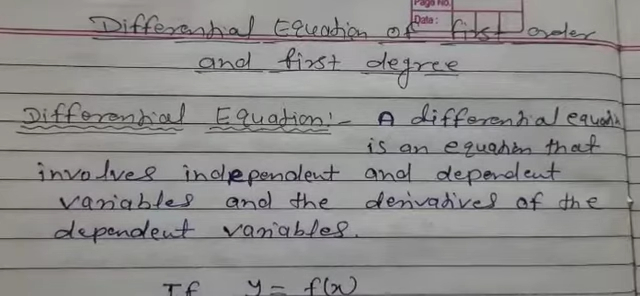 Page No.
Date:
Differential Equation of first order
and first degree
Differential Equation:- A differential equation
is an equation that
involves independent and dependent
variables and the derivatives of the
dependent variables.
If y = f(x)